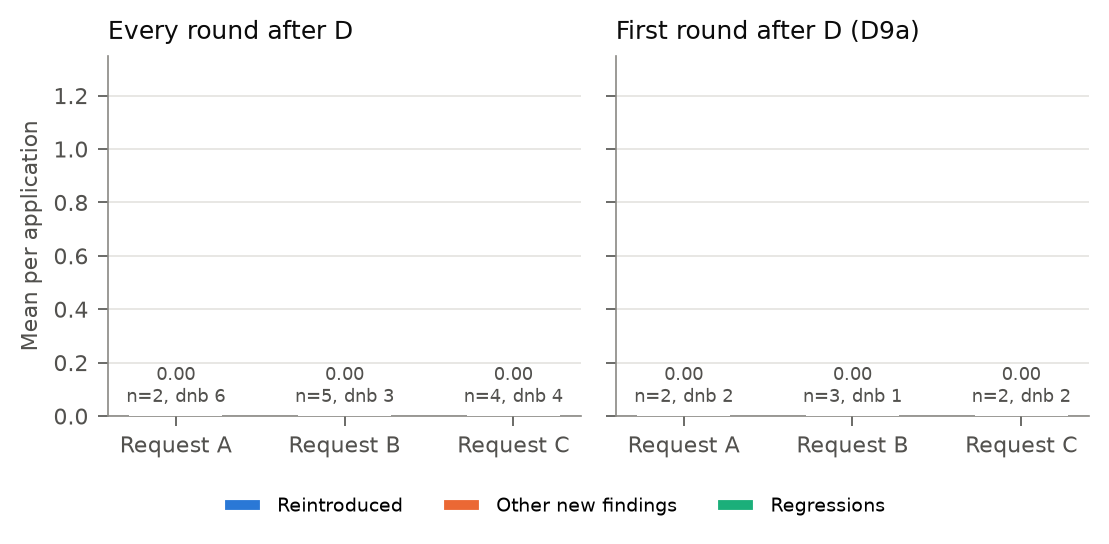 Every round after D
First round after D (D9a)
Mean per application
1.2
1.0
0.8
0.6
0.4
0.2
0.0
0.00
n=2, dnb 6
0.00
n=5, dnb 3
0.00
n=4, dnb 4
0.00
n=2, dnb 2
0.00
n=3, dnb 1
0.00
n=2, dnb 2
Request A
Request B
Request C
Request A
Request B
Request C
Reintroduced
Other new findings
Regressions